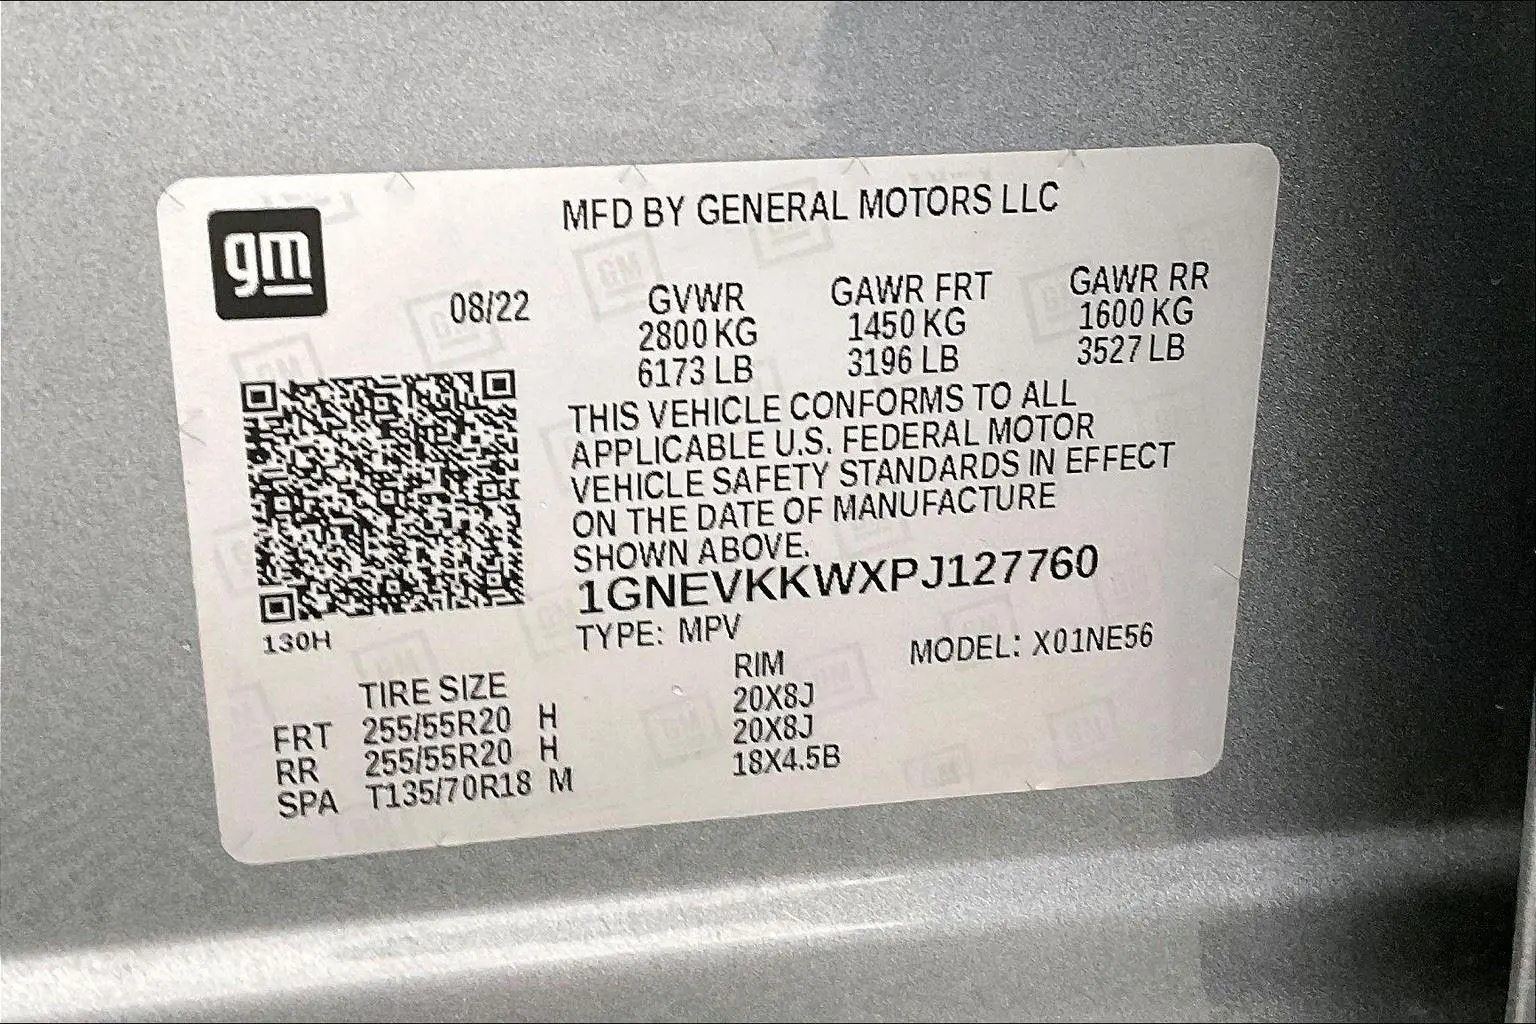 gm
MFD BY GENERAL MOTORS LLC
08/22 GVWR GAWR FRT GAWR RR
2800 KG 1450 KG 1600 KG
6173 LB 3196 LB 3527 LB
THIS VEHICLE CONFORMS TO ALL
APPLICABLE U.S. FEDERAL MOTOR
VEHICLE SAFETY STANDARDS IN EFFECT
ON THE DATE OF MANUFACTURE
SHOWN ABOVE.
1GNEVKKWXPJ127760
130H
TYPE: MPV MODEL: X01NE56
TIRE SIZE RIM
FRT 255/55R20 H 20X8J
RR 255/55R20 H 20X8J
SPA T135/70R18 M 18X4.5B